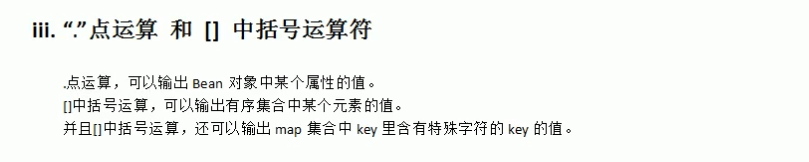 iii. “.”点运算 和 [] 中括号运算符
.点运算，可以输出 Bean 对象中某个属性的值。
[]中括号运算，可以输出有序集合中某个元素的值。
并且[]中括号运算，还可以输出 map 集合中 key 里含有特殊字符的 key 的值。